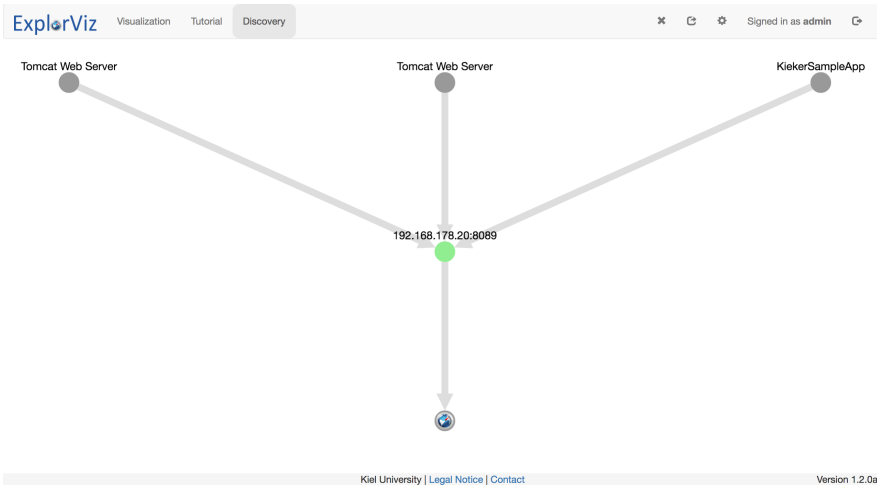 ExplorViz Visualization Tutorial Discovery Signed in as admin
Tomcat Web Server Tomcat Web Server KiekerSampleApp
192.168.178.20:8089
Kiel University | Legal Notice | Contact Version 1.2.0a